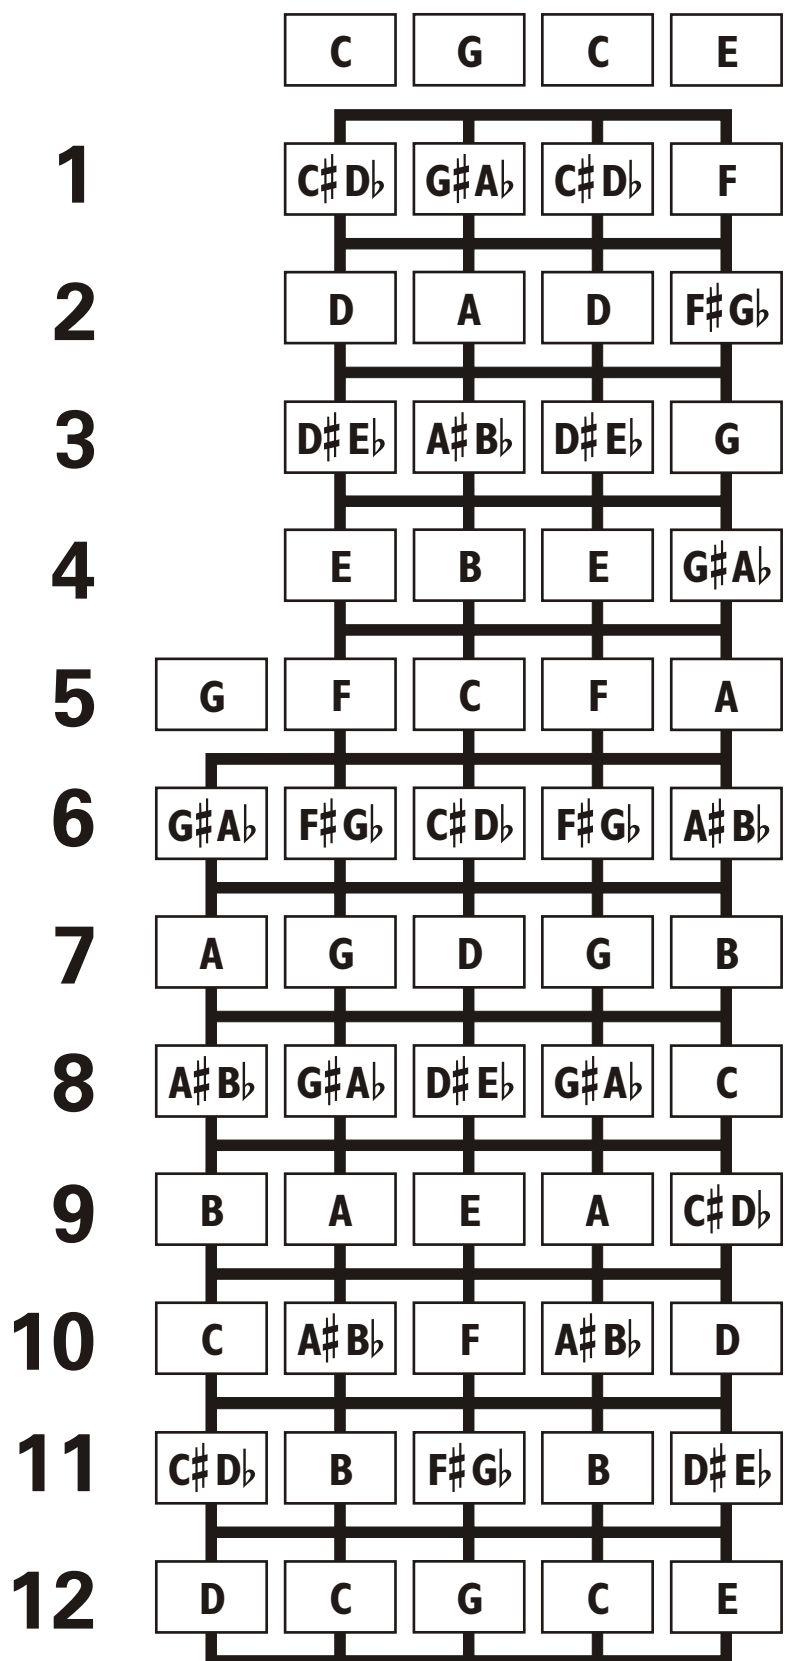 C G C E
1 C♯D♭ G♯A♭ C♯D♭ F
2 D A D F♯G♭
3 D♯E♭ A♯B♭ D♯E♭ G
4 E B E G♯A♭
5 G F C F A
6 G♯A♭ F♯G♭ C♯D♭ F♯G♭ A♯B♭
7 A G D G B
8 A♯B♭ G♯A♭ D♯E♭ G♯A♭ C
9 B A E A C♯D♭
10 C A♯B♭ F A♯B♭ D
11 C♯D♭ B F♯G♭ B D♯E♭
12 D C G C E